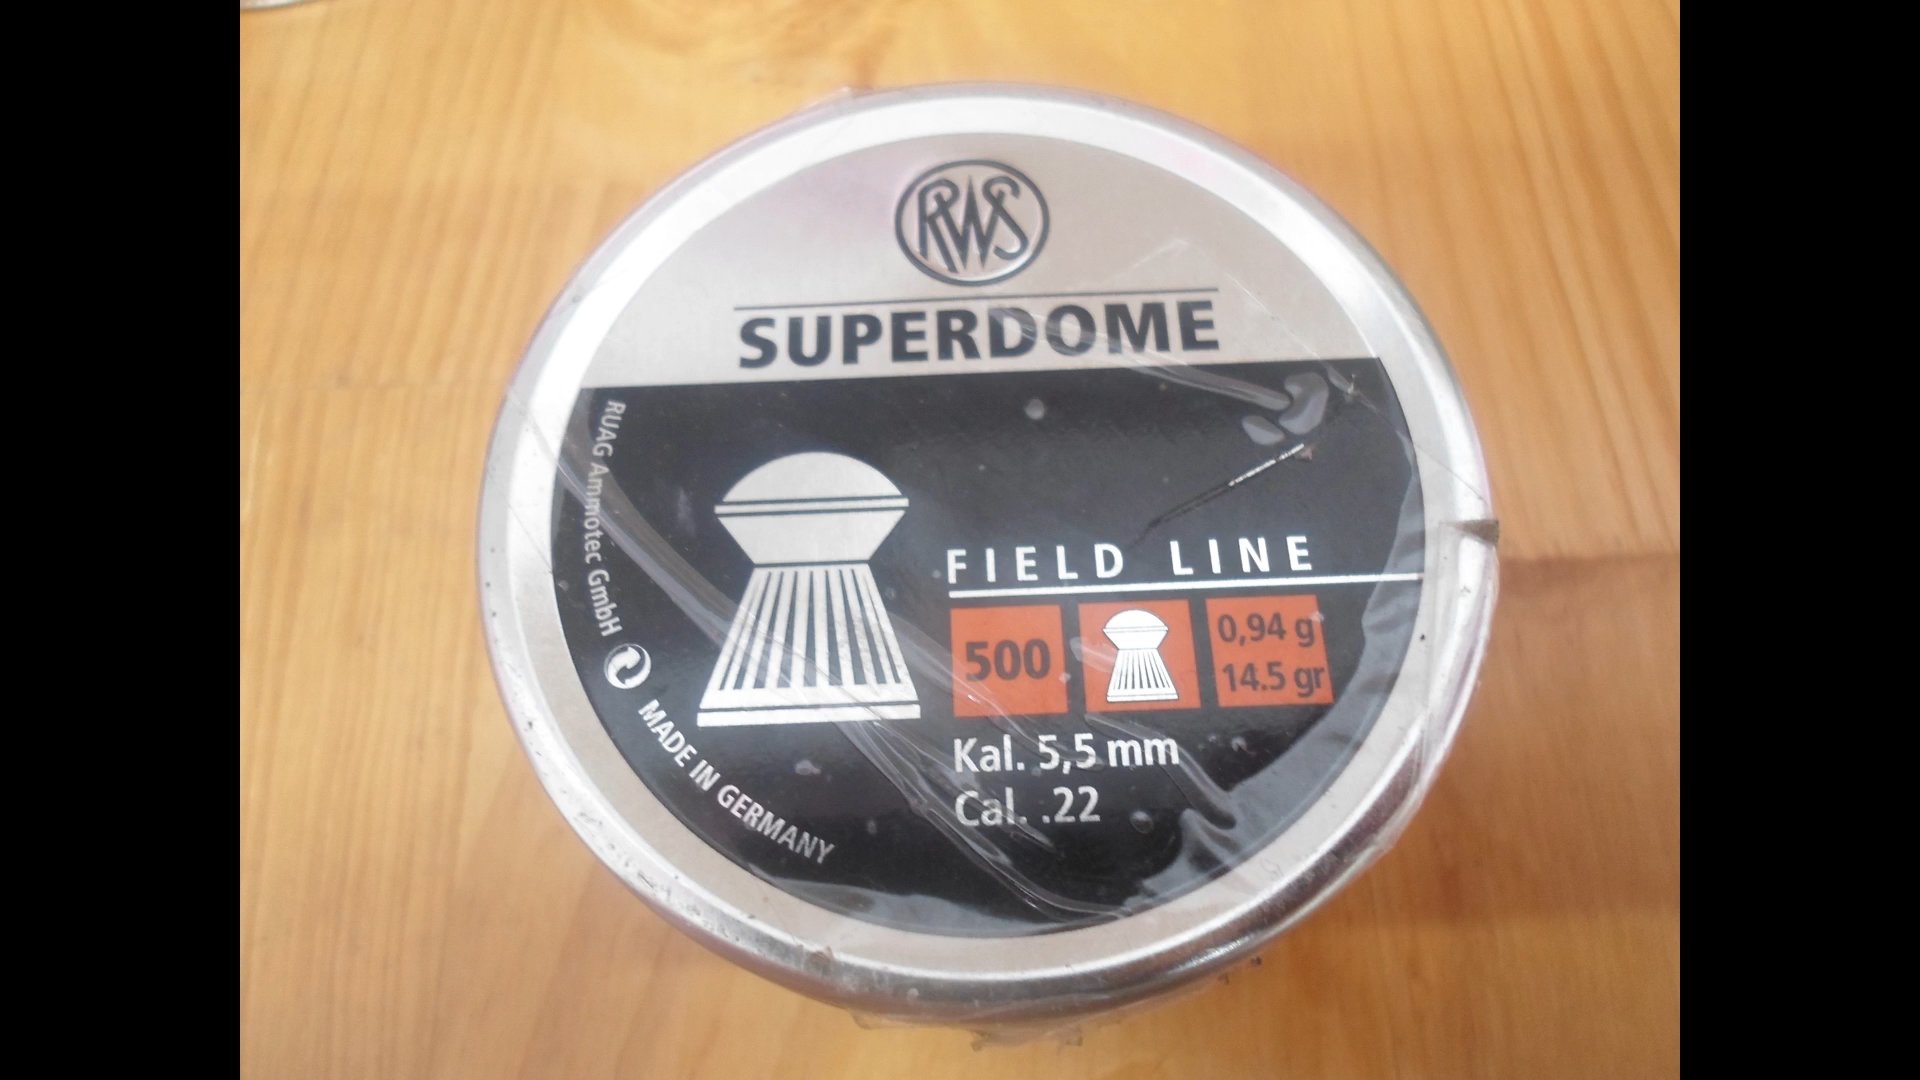 RWS
SUPERDOME
RUAG Ammotec GmbH
MADE IN GERMANY
FIELD LINE
500
0,94 g
14.5 gr
Kal. 5,5 mm
Cal. .22